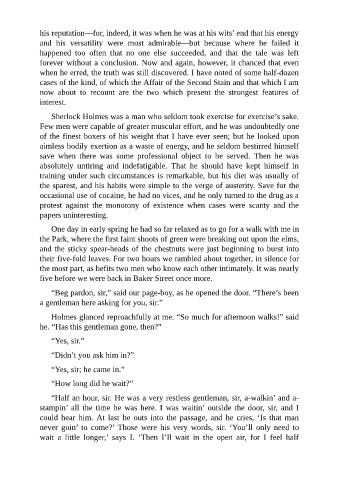 his reputation—for, indeed, it was when he was at his wits’ end that his energy
and his versatility were most admirable—but because where he failed it
happened too often that no one else succeeded, and that the tale was left
forever without a conclusion. Now and again, however, it chanced that even
when he erred, the truth was still discovered. I have noted of some half-dozen
cases of the kind, of which the Affair of the Second Stain and that which I am
now about to recount are the two which present the strongest features of
interest.
Sherlock Holmes was a man who seldom took exercise for exercise’s sake.
Few men were capable of greater muscular effort, and he was undoubtedly one
of the finest boxers of his weight that I have ever seen; but he looked upon
aimless bodily exertion as a waste of energy, and he seldom bestirred himself
save when there was some professional object to be served. Then he was
absolutely untiring and indefatigable. That he should have kept himself in
training under such circumstances is remarkable, but his diet was usually of
the sparest, and his habits were simple to the verge of austerity. Save for the
occasional use of cocaine, he had no vices, and he only turned to the drug as a
protest against the monotony of existence when cases were scanty and the
papers uninteresting.
One day in early spring he had so far relaxed as to go for a walk with me in
the Park, where the first faint shoots of green were breaking out upon the elms,
and the sticky spear-heads of the chestnuts were just beginning to burst into
their five-fold leaves. For two hours we rambled about together, in silence for
the most part, as befits two men who know each other intimately. It was nearly
five before we were back in Baker Street once more.
“Beg pardon, sir,” said our page-boy, as he opened the door. “There’s been
a gentleman here asking for you, sir.”
Holmes glanced reproachfully at me. “So much for afternoon walks!” said
he. “Has this gentleman gone, then?”
“Yes, sir.”
“Didn’t you ask him in?”
“Yes, sir; he came in.”
“How long did he wait?”
“Half an hour, sir. He was a very restless gentleman, sir, a-walkin’ and a-
stampin’ all the time he was here. I was waitin’ outside the door, sir, and I
could hear him. At last he outs into the passage, and he cries, ‘Is that man
never goin’ to come?’ Those were his very words, sir. ‘You’ll only need to
wait a little longer,’ says I. ‘Then I’ll wait in the open air, for I feel half